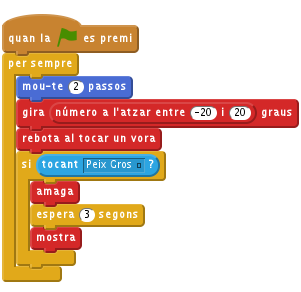 quan la es premi
per sempre
mou-te 2 passos
gira número a l'atzar entre -20 i 20 graus
rebota al tocar un vora
si tocant Peix Gros ?
amaga
espera 3 segons
mostra